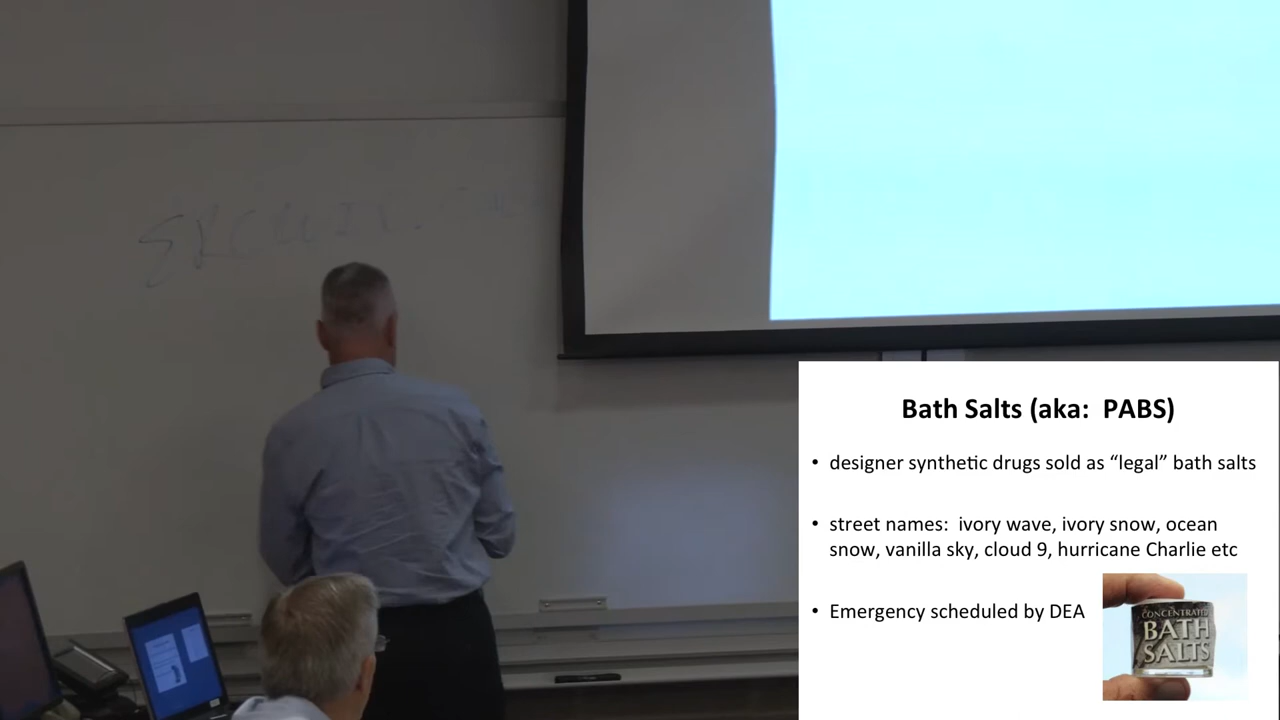 Bath Salts (aka: PABS)
• designer synthetic drugs sold as “legal” bath salts
• street names: ivory wave, ivory snow, ocean
snow, vanilla sky, cloud 9, hurricane Charlie etc
• Emergency scheduled by DEA
CONCENTRATED
BATH
SALTS